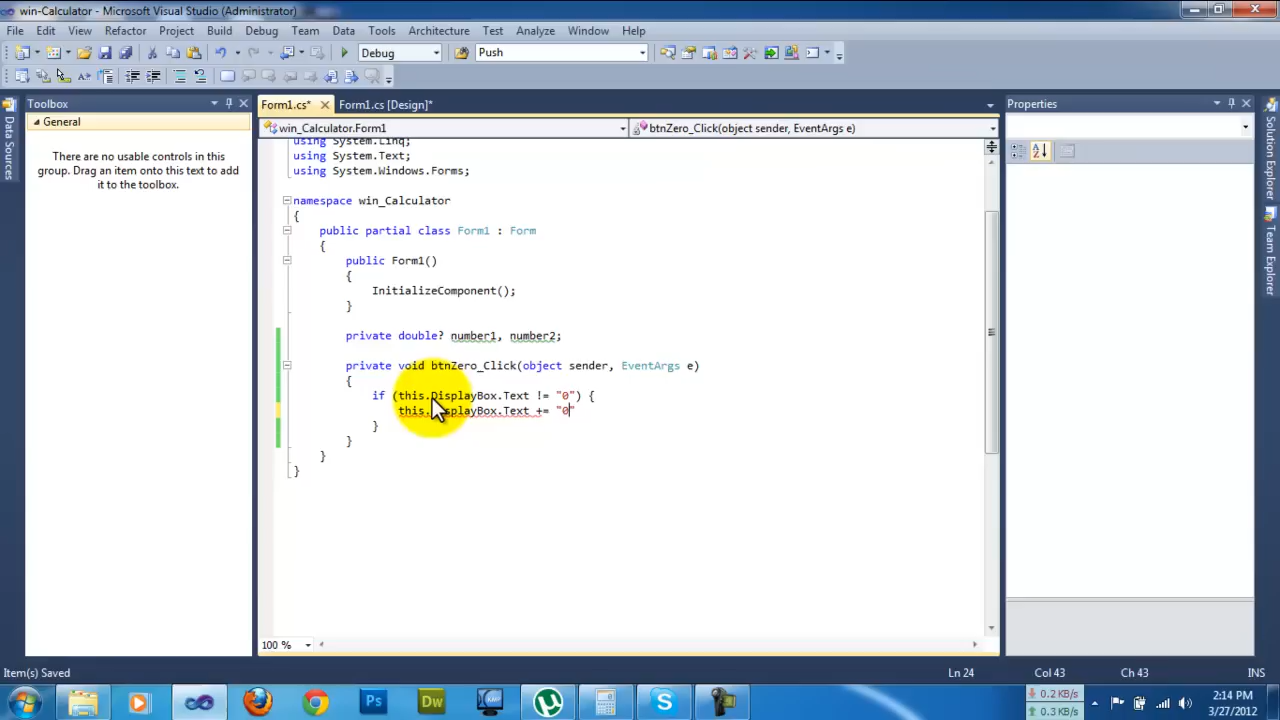 win-Calculator - Microsoft Visual Studio (Administrator)
File Edit View Refactor Project Build Debug Team Data Tools Architecture Test Analyze Window Help
Debug
Push
Toolbox
Form1.cs*
Form1.cs [Design]*
Properties
General
win_Calculator.Form1
btnZero_Click(object sender, EventArgs e)
There are no usable controls in this
group. Drag an item onto this text to add
it to the toolbox.
Data Sources
Solution Explorer
Team Explorer
using System.Linq;
using System.Text;
using System.Windows.Forms;
namespace win_Calculator
{
public partial class Form1 : Form
{
public Form1()
{
InitializeComponent();
}
private double? number1, number2;
private void btnZero_Click(object sender, EventArgs e)
{
if (this.DisplayBox.Text != "0") {
this.DisplayBox.Text += "0"
}
}
}
}
100 %
Item(s) Saved
Ln 24
Col 43
Ch 43
INS
Ps
Dw
0.2 KB/s
0.3 KB/s
2:14 PM
3/27/2012